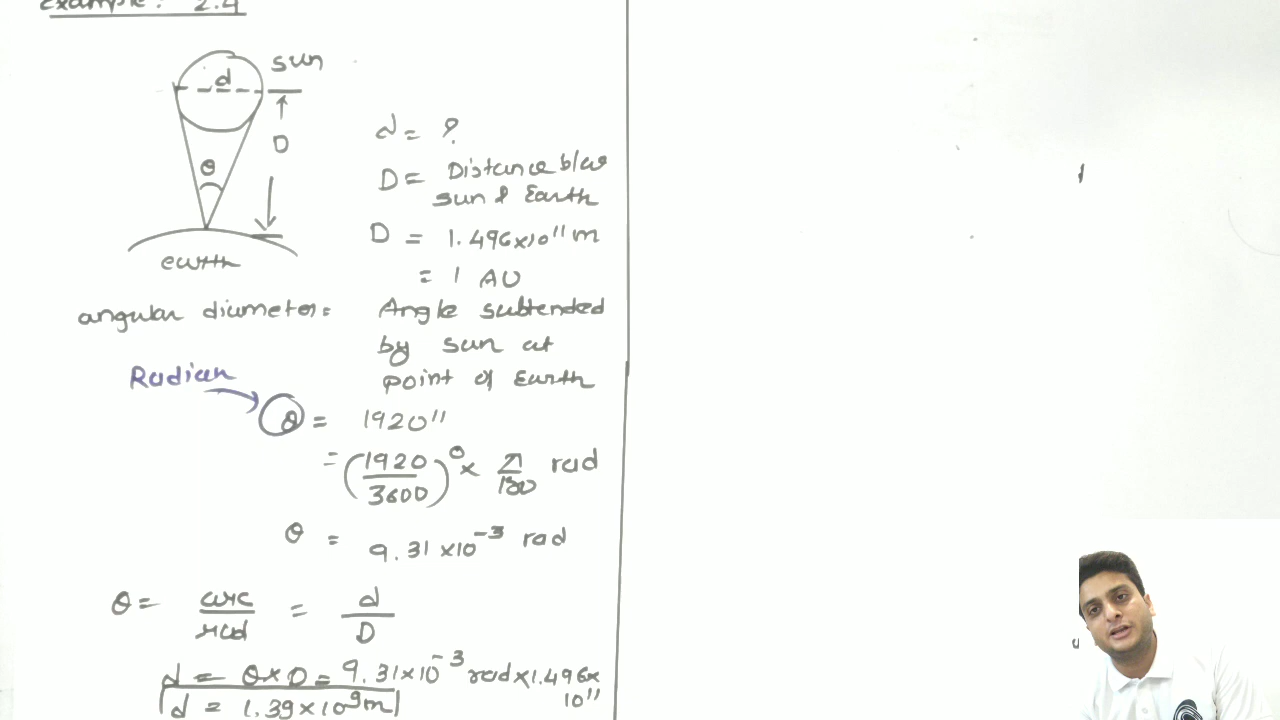 Example: 2.4
sun
d
D
θ
earth
d = ?
D = Distance b/w
sun & Earth
D = 1.496×10¹¹ m
= 1 AU
angular diameter = Angle subtended
by sun at
point of Earth
Radian
θ = 1920''
= (1920/3600)° × π/180 rad
θ = 9.31×10⁻³ rad
θ = arc/rad = d/D
d = θ×D = 9.31×10⁻³ rad×1.496×
10¹¹
d = 1.39×10⁹m